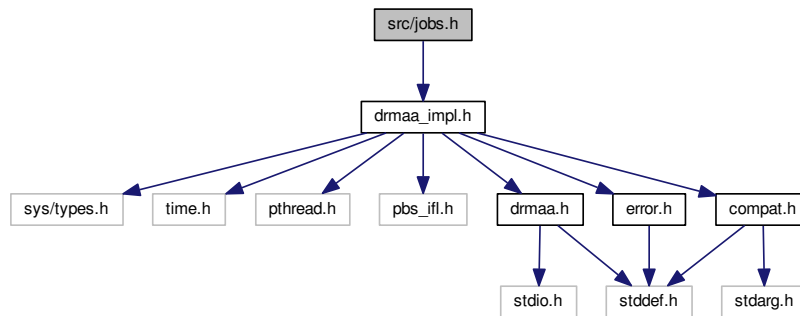 src/jobs.h
drmaa_impl.h
sys/types.h
time.h
pthread.h
pbs_ifl.h
drmaa.h
error.h
compat.h
stdio.h
stddef.h
stdarg.h